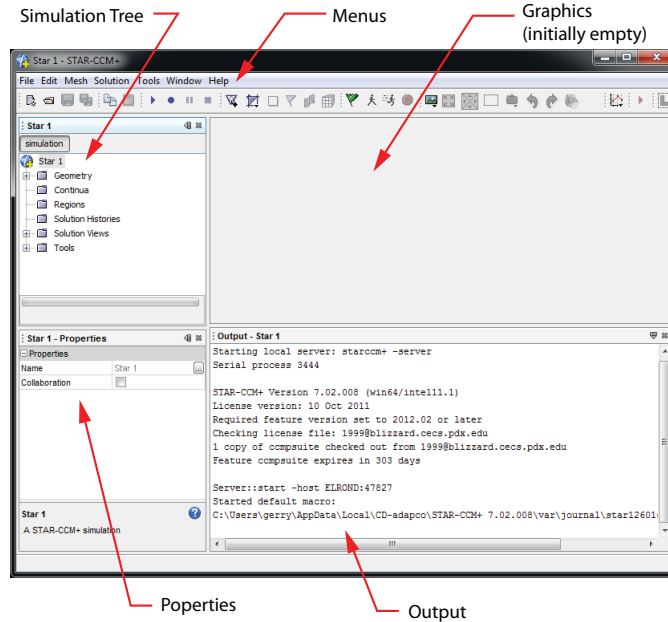 Simulation Tree
Menus
Graphics
(initially empty)
Star 1 - STAR-CCM+
File Edit Mesh Solution Tools Window Help
Star 1
simulation
Star 1
Geometry
Continua
Regions
Solution Histories
Solution Views
Tools
Star 1 - Properties
Properties
Name Star 1
Collaboration
Star 1
A STAR-CCM+ simulation
Output - Star 1
Starting local server: starccm+ -server
Serial process 3444
STAR-CCM+ Version 7.02.008 (win64/intel11.1)
License version: 10 Oct 2011
Required feature version set to 2012.02 or later
Checking license file: 1999@blizzard.cecs.pdx.edu
1 copy of ccmpsuite checked out from 1999@blizzard.cecs.pdx.edu
Feature ccmpsuite expires in 303 days
Server::start -host ELROND:47827
Started default macro:
C:\Users\gerry\AppData\Local\CD-adapco\STAR-CCM+ 7.02.008\var\journal\star12601
Poperties
Output